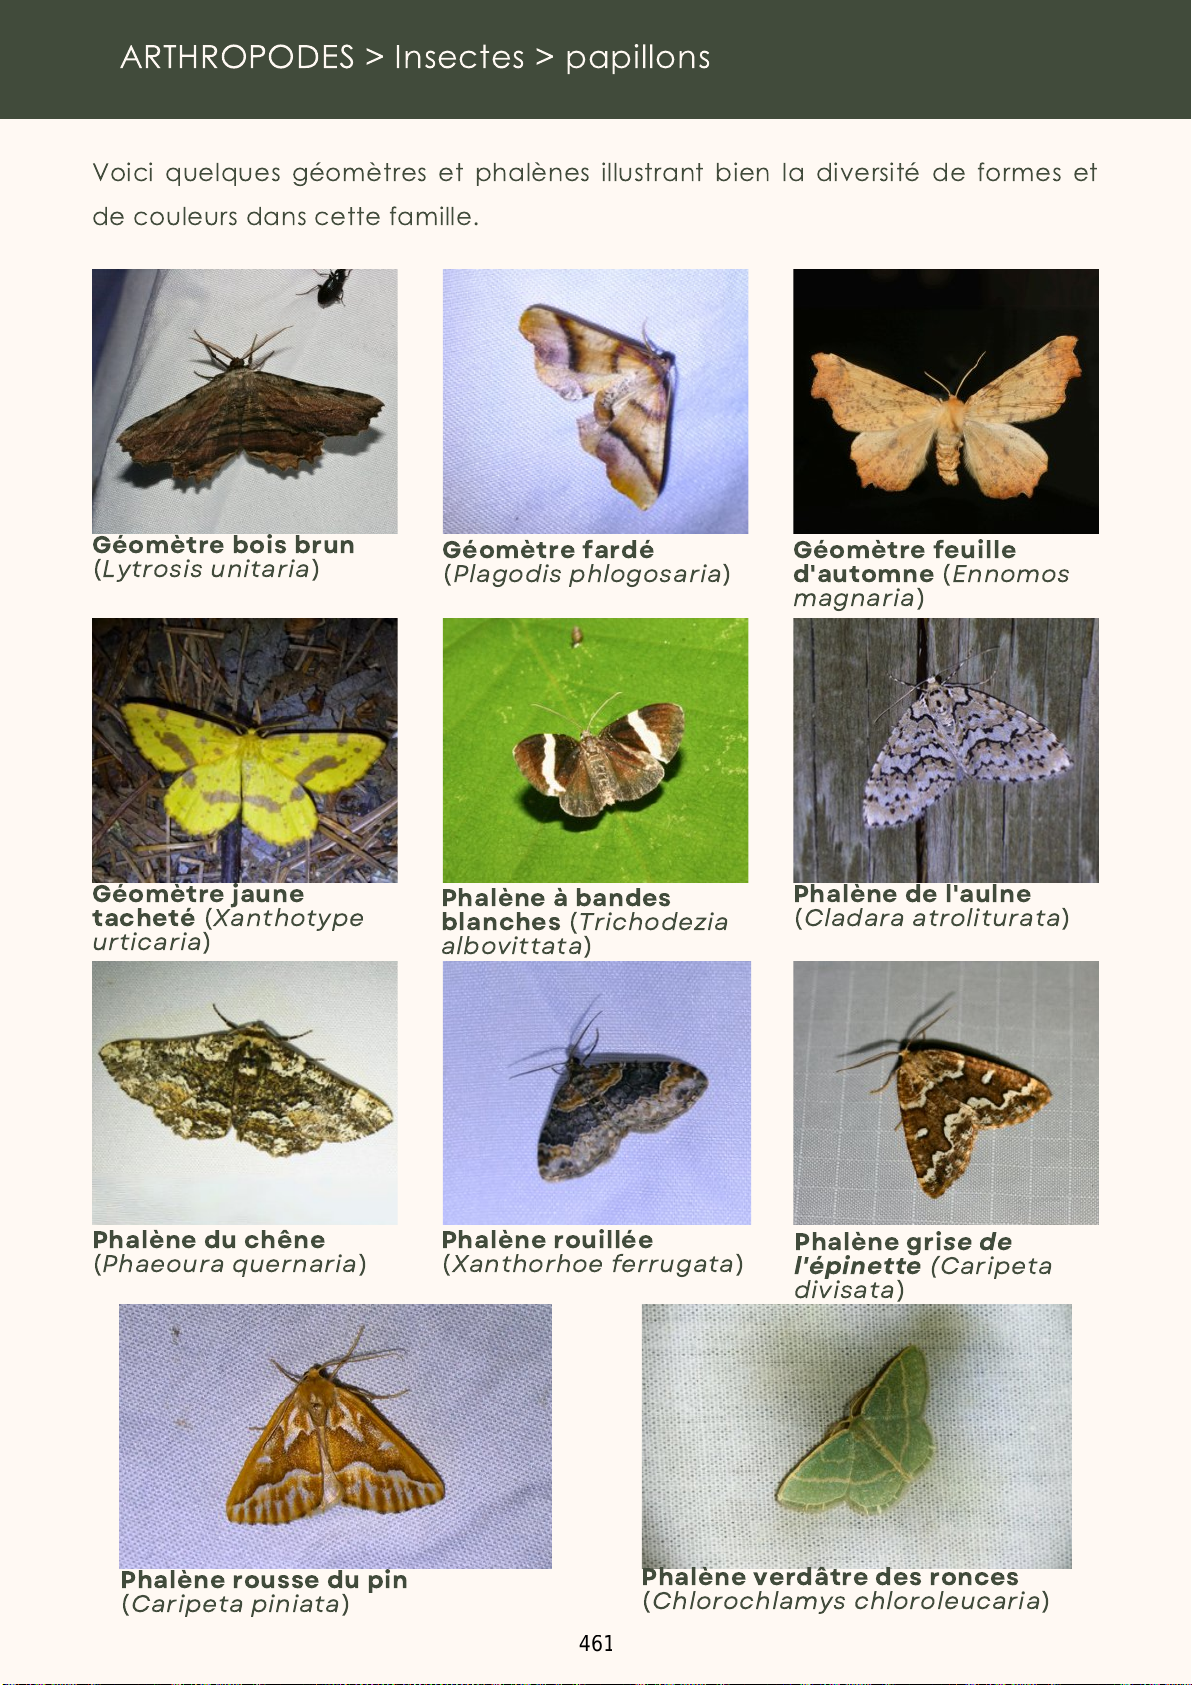 ARTHROPODES > Insectes > papillons
Voici quelques géomètres et phalènes illustrant bien la diversité de formes et
de couleurs dans cette famille.
Géomètre bois brun
(Lytrosis unitaria)
Géomètre fardé
(Plagodis phlogosaria)
Géomètre feuille
d'automne (Ennomos
magnaria)
Géomètre jaune
tacheté (Xanthotype
urticaria)
Phalène à bandes
blanches (Trichodezia
albovittata)
Phalène de l'aulne
(Cladara atroliturata)
Phalène du chêne
(Phaeoura quernaria)
Phalène rouillée
(Xanthorhoe ferrugata)
Phalène grise de
l'épinette (Caripeta
divisata)
Phalène rousse du pin
(Caripeta piniata)
Phalène verdâtre des ronces
(Chlorochlamys chloroleucaria)
461